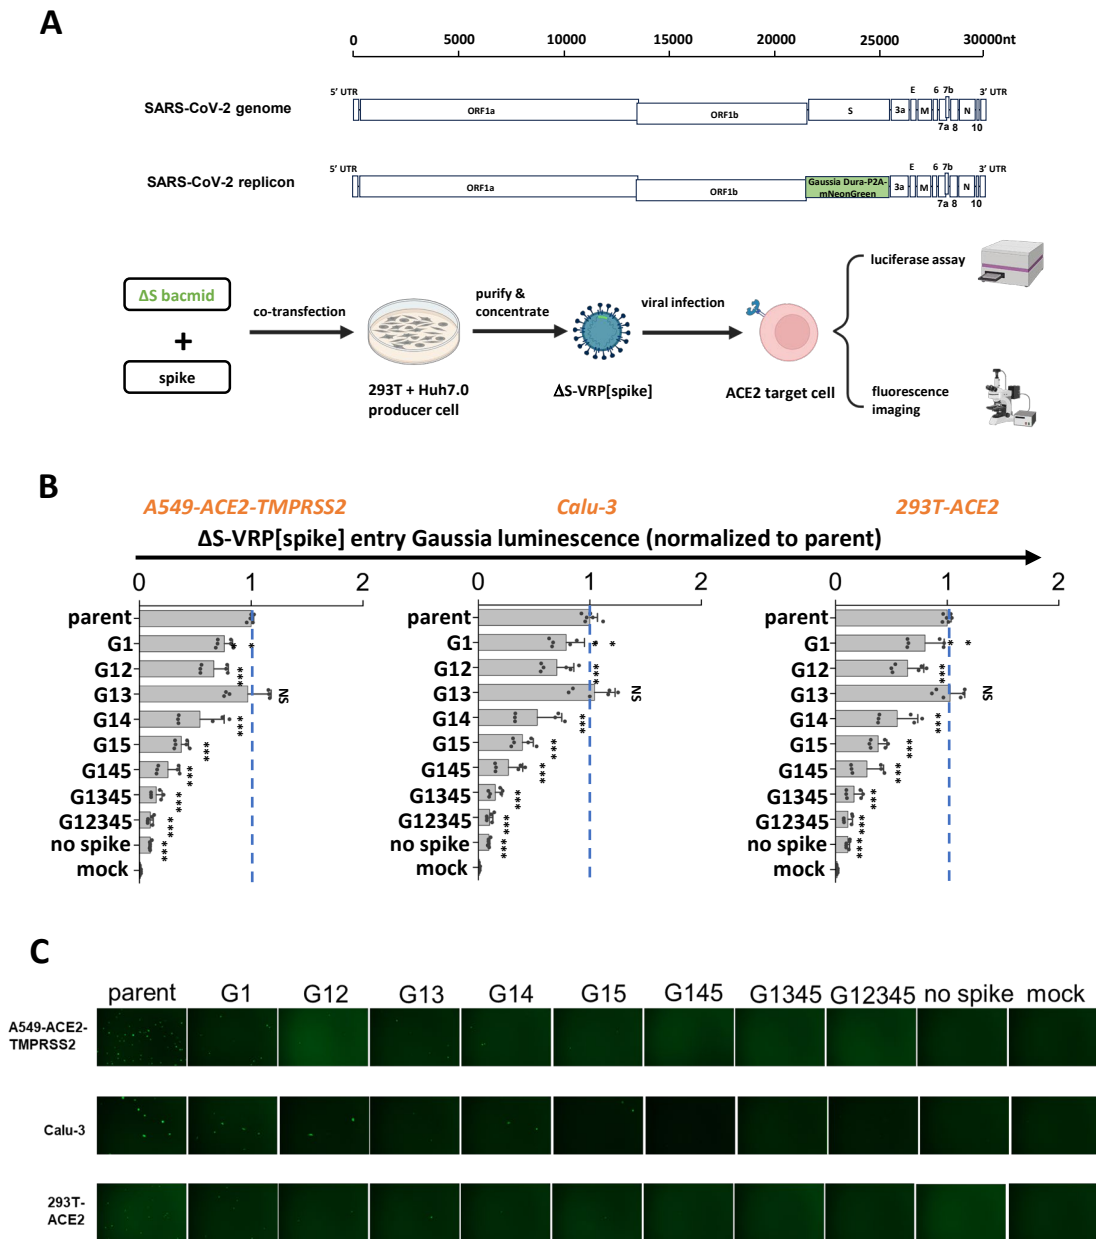 A
0 5000 10000 15000 20000 25000 30000nt
5' UTR E 6 7b 3' UTR
SARS-CoV-2 genome ORF1a ORF1b S 3a M N
7a 8 10
5' UTR E 6 7b 3' UTR
SARS-CoV-2 replicon ORF1a ORF1b Gaussia Dura-P2A-mNeonGreen 3a M N
7a 8 10
ΔS bacmid
+
spike
co-transfection
293T + Huh7.0
producer cell
purify &
concentrate
ΔS-VRP[spike]
viral infection
ACE2 target cell
luciferase assay
fluorescence
imaging
B
A549-ACE2-TMPRSS2 Calu-3 293T-ACE2
ΔS-VRP[spike] entry Gaussia luminescence (normalized to parent)
0 1 2 0 1 2 0 1 2
parent parent parent
G1 * G1 * G1 *
G12 *** G12 *** G12 ***
G13 NS G13 NS G13 NS
G14 *** G14 *** G14 ***
G15 *** G15 *** G15 ***
G145 *** G145 *** G145 ***
G1345 *** G1345 *** G1345 ***
G12345 *** G12345 *** G12345 ***
no spike *** no spike *** no spike ***
mock mock mock
C
parent G1 G12 G13 G14 G15 G145 G1345 G12345 no spike mock
A549-ACE2-
TMPRSS2
Calu-3
293T-
ACE2